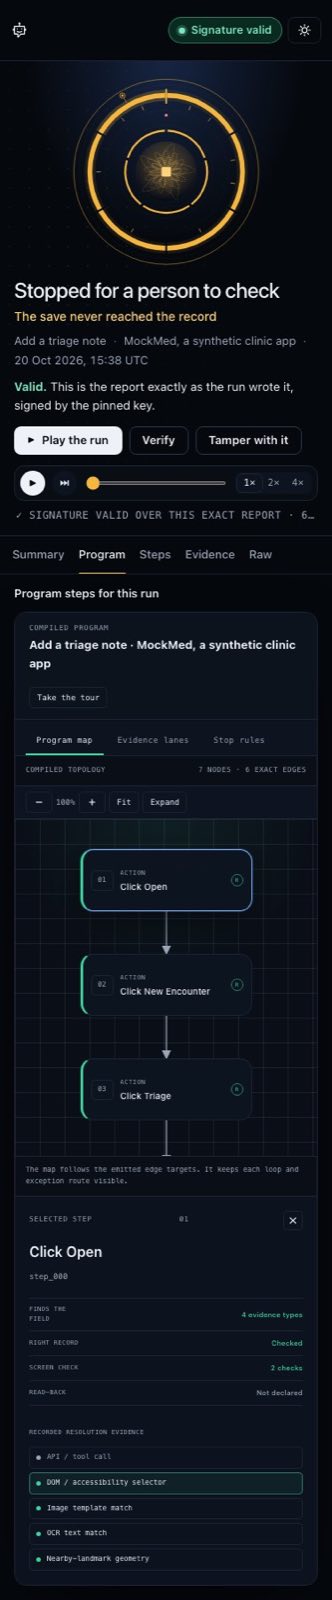 Signature valid
Stopped for a person to check
The save never reached the record
Add a triage note · MockMed, a synthetic clinic app ·
20 Oct 2026, 15:38 UTC
Valid. This is the report exactly as the run wrote it,
signed by the pinned key.
Play the run
Verify
Tamper with it
1×
2×
4×
✓ SIGNATURE VALID OVER THIS EXACT REPORT · 6…
Summary
Program
Steps
Evidence
Raw
Program steps for this run
COMPILED PROGRAM
Add a triage note · MockMed, a synthetic clinic
app
Take the tour
Program map
Evidence lanes
Stop rules
COMPILED TOPOLOGY
7 NODES · 6 EXACT EDGES
−
100%
+
Fit
Expand
01
ACTION
Click Open
R
02
ACTION
Click New Encounter
R
03
ACTION
Click Triage
R
The map follows the emitted edge targets. It keeps each loop and
exception route visible.
SELECTED STEP
01
×
Click Open
step_000
FINDS THE
FIELD
4 evidence types
RIGHT RECORD
Checked
SCREEN CHECK
2 checks
READ-BACK
Not declared
RECORDED RESOLUTION EVIDENCE
API / tool call
DOM / accessibility selector
Image template match
OCR text match
Nearby-landmark geometry